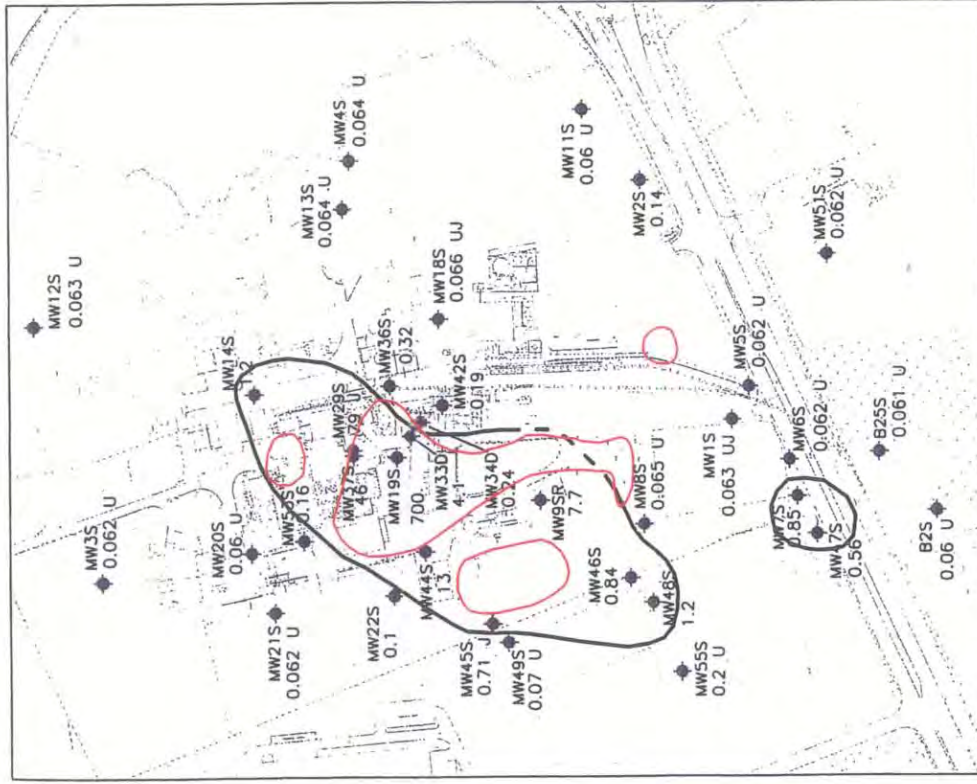 MW12S
0.063 U
MW4S
0.064 U
MW13S
0.064 U
MW11S
0.06 U
MW2S
0.14
MW51S
0.062 U
MW18S
0.066 UJ
MW14S
1.2
MW36S
0.32
MW42S
0.19
MW5S
0.062 U
MW6S
0.062 U
B25S
0.061 U
MW1S
0.063 UJ
MW29S
MW37S
MW19S
700
MW33D
4.1
MW34D
0.24
MW9SR
7.7
MW8S
0.065 U
MW7S
0.85
MW47S
0.56
B2S
0.06 U
MW3S
0.062 U
MW20S
0.06 U
0.16
MW21S
0.062 U
MW22S
0.1
MW44S
13
MW45S
0.71 J
MW49S
0.07 U
MW46S
0.84
MW48S
1.2
MW55S
0.2 U